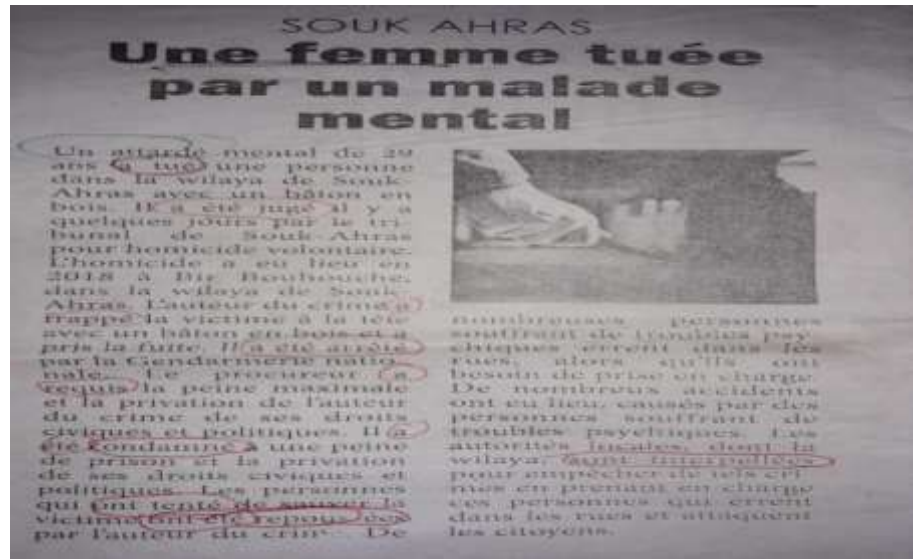 SOUK AHRAS
Une femme tuée
par un malade
mental
Un attardé mental de 29
ans a tué une personne
dans la wilaya de Souk-
Ahras avec un bâton en
bois. Il a été jugé il y a
quelques jours par le tri-
bunal de Souk-Ahras
pour homicide volontaire.
L'homicide a eu lieu en
2018 à Bir Bouhouche,
dans la wilaya de Souk-
Ahras. L'auteur du crime a
frappé la victime à la tête
avec un bâton en bois et a
pris la fuite. Il a été arrêté
par la Gendarmerie natio-
nale. Le procureur a
requis la peine maximale
et la privation de l'auteur
du crime de ses droits
civiques et politiques. Il a
été condamné à une peine
de prison et la privation
de ses droits civiques et
politiques. Les personnes
qui ont tenté de sauver la
victime ont été repoussées
par l'auteur du crime. De
nombreuses personnes
souffrant de troubles psy-
chiques errent dans les
rues, alors qu'ils ont
besoin de prise en charge
De nombreux accidents
ont eu lieu, causés par des
personnes souffrant de
troubles psychiques. Les
autorités locales, dont la
wilaya, sont interpellées
pour empêcher de tels cri-
mes en prenant en charge
ces personnes qui errent
dans les rues et attaquent
les citoyens.